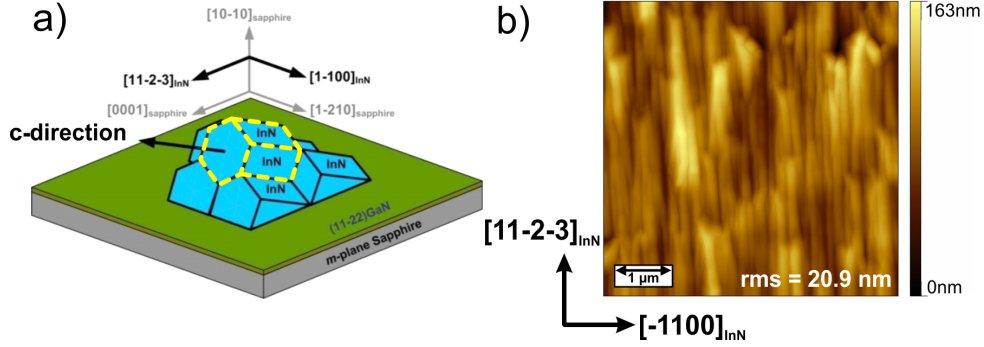 a)
[10-10]sapphire
[11-2-3]InN
[1-100]InN
[0001]sapphire
[1-210]sapphire
c-direction
InN
InN
InN
InN
(11-22)GaN
m-plane Sapphire
b)
163nm
0nm
1 µm
rms = 20.9 nm
[11-2-3]InN
[-1100]InN